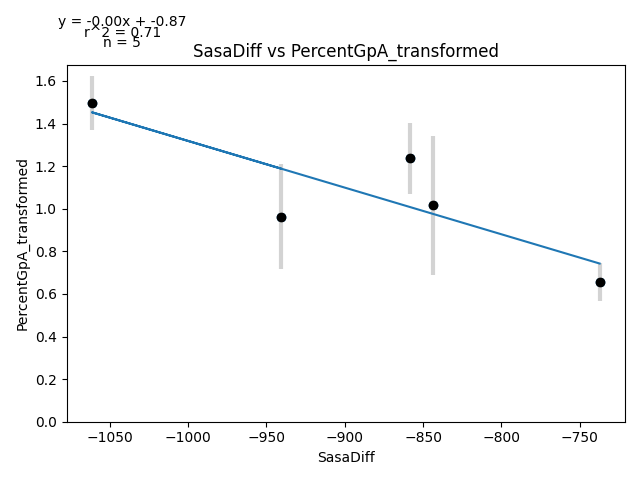 y = -0.00x + -0.87
r^2 = 0.71
n = 5
SasaDiff vs PercentGpA_transformed
1.6
1.4
1.2
1.0
0.8
0.6
0.4
0.2
0.0
PercentGpA_transformed
−1050 −1000 −950 −900 −850 −800 −750
SasaDiff